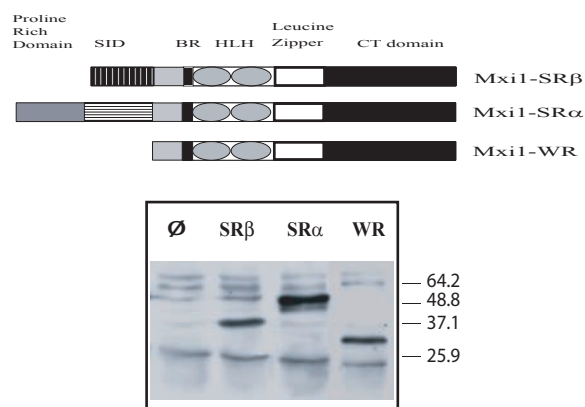 Proline
Rich
Domain SID BR HLH Leucine Zipper CT domain
Mxi1-SRβ
Mxi1-SRα
Mxi1-WR
Ø SRβ SRα WR
64.2
48.8
37.1
25.9